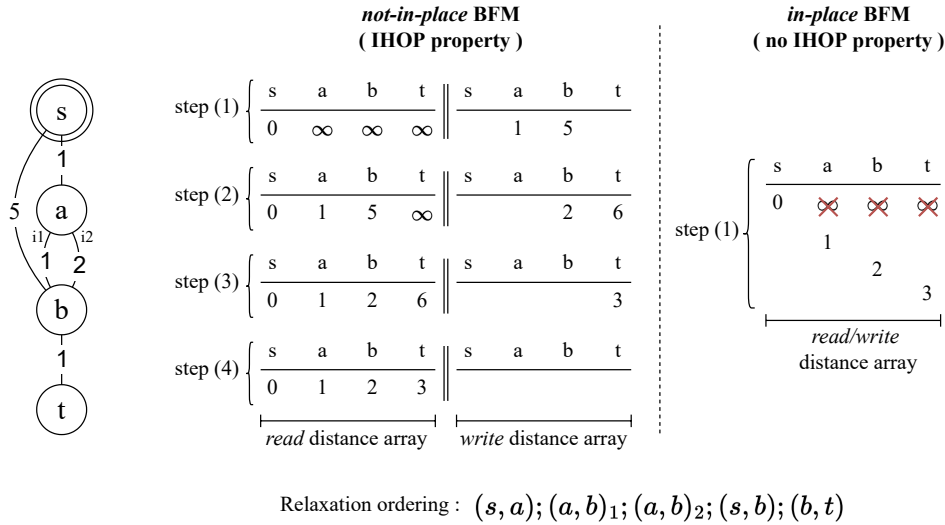 not-in-place BFM
( IHOP property )
in-place BFM
( no IHOP property )
s
1
a
5
i1 i2
1 2
b
1
t
step (1)
s a b t s a b t
0 ∞ ∞ ∞ 1 5
step (2)
s a b t s a b t
0 1 5 ∞ 2 6
step (3)
s a b t s a b t
0 1 2 6 3
step (4)
s a b t s a b t
0 1 2 3
read distance array write distance array
step (1)
s a b t
0 ∞ ∞ ∞
1
2
3
read/write
distance array
Relaxation ordering : (s, a); (a, b)₁; (a, b)₂; (s, b); (b, t)